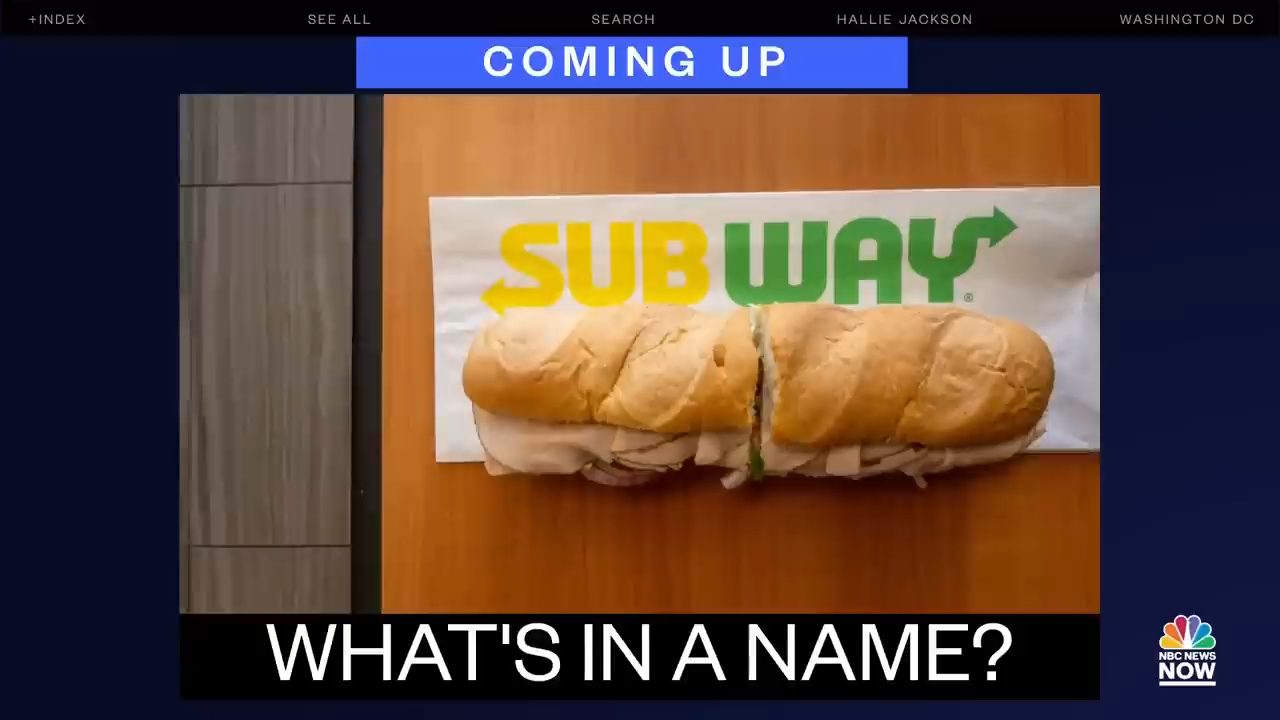 +INDEX SEE ALL SEARCH HALLIE JACKSON WASHINGTON DC
COMING UP
SUBWAY®
WHAT'S IN A NAME?
NBC NEWS
NOW